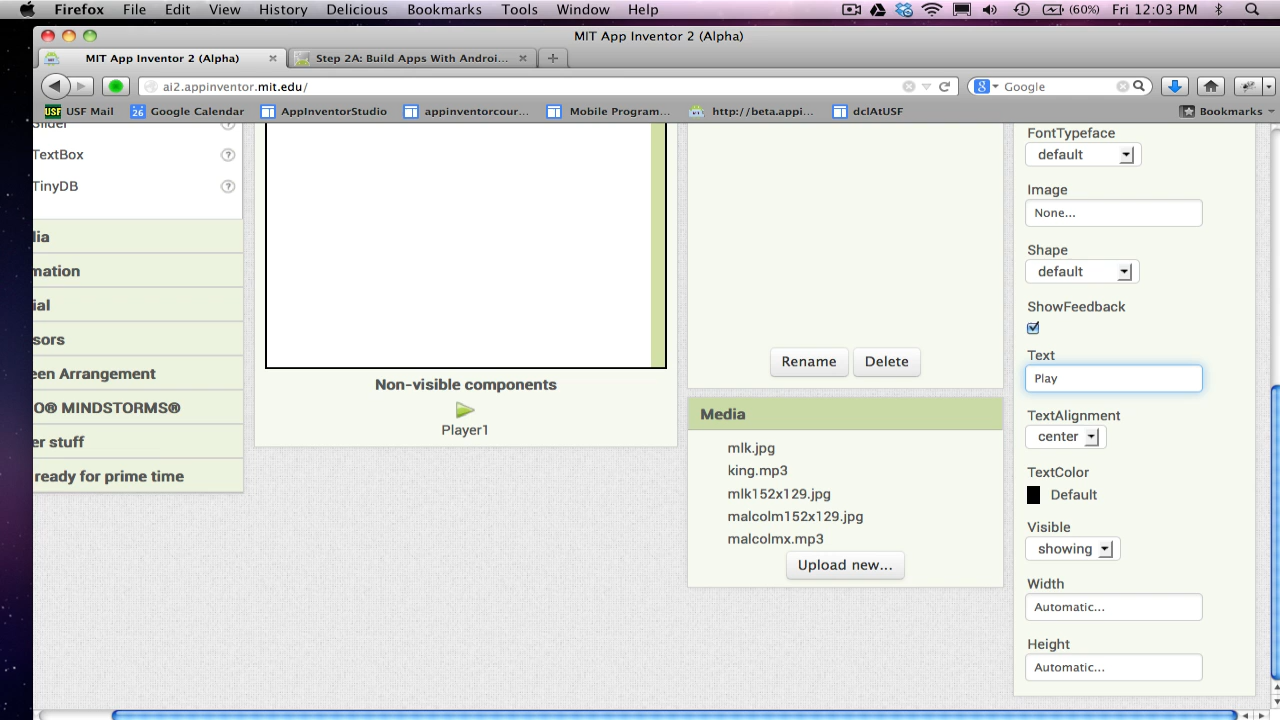 Firefox File Edit View History Delicious Bookmarks Tools Window Help (60%) Fri 12:03 PM
MIT App Inventor 2 (Alpha)
MIT App Inventor 2 (Alpha) Step 2A: Build Apps With Androi...
ai2.appinventor.mit.edu/ Google
USF Mail Google Calendar AppInventorStudio appinventorcour... Mobile Program... http://beta.appi... dclAtUSF Bookmarks
Slider
TextBox
TinyDB
dia
mation
ial
sors
een Arrangement
O® MINDSTORMS®
er stuff
ready for prime time
Non-visible components
Player1
Rename Delete
Media
mlk.jpg
king.mp3
mlk152x129.jpg
malcolm152x129.jpg
malcolmx.mp3
Upload new...
FontTypeface
default
Image
None...
Shape
default
ShowFeedback
Text
Play
TextAlignment
center
TextColor
Default
Visible
showing
Width
Automatic...
Height
Automatic...